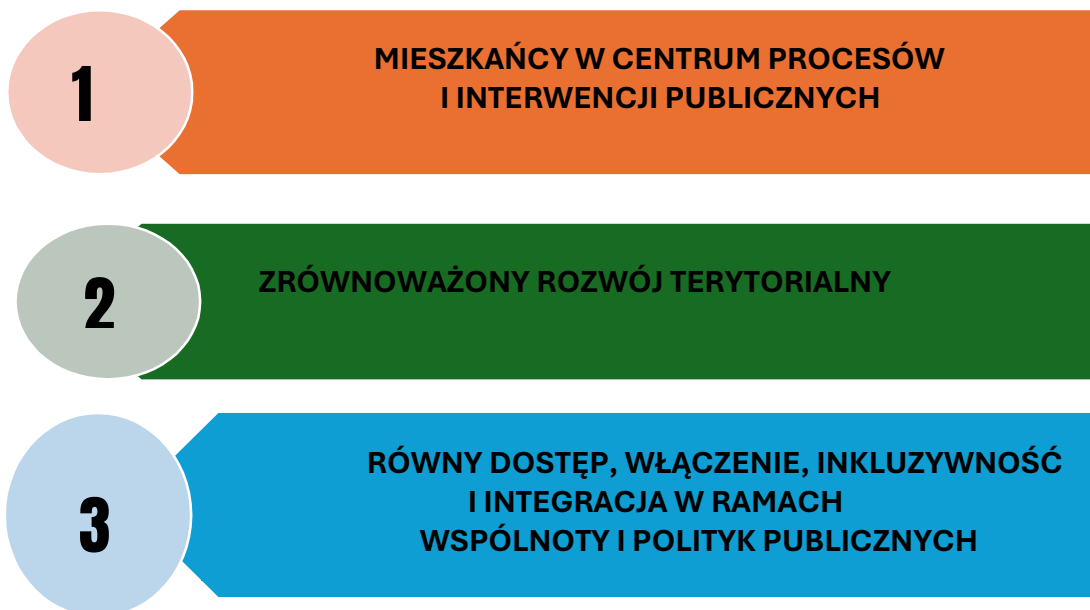 1
MIESZKAŃCY W CENTRUM PROCESÓW
I INTERWENCJI PUBLICZNYCH
2
ZRÓWNOWAŻONY ROZWÓJ TERYTORIALNY
3
RÓWNY DOSTĘP, WŁĄCZENIE, INKLUZYWNOŚĆ
I INTEGRACJA W RAMACH
WSPÓLNOTY I POLITYK PUBLICZNYCH